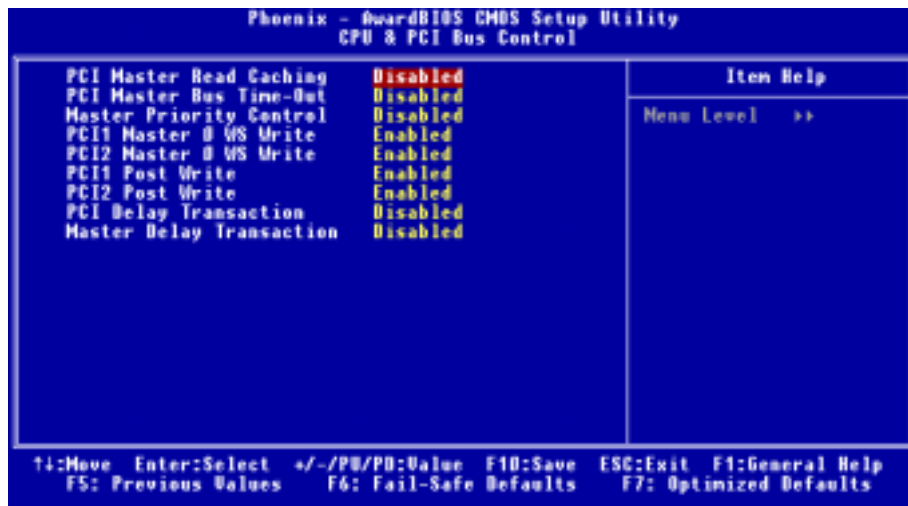 Phoenix - AwardBIOS CMOS Setup Utility
CPU & PCI Bus Control
PCI Master Read Caching Disabled
PCI Master Bus Time-Out Disabled
Master Priority Control Disabled
PCI1 Master 0 WS Write Enabled
PCI2 Master 0 WS Write Enabled
PCI1 Post Write Enabled
PCI2 Post Write Enabled
PCI Delay Transaction Disabled
Master Delay Transaction Disabled
Item Help
Menu Level ▸▸
↑↓:Move Enter:Select +/-/PU/PD:Value F10:Save ESC:Exit F1:General Help
F5: Previous Values F6: Fail-Safe Defaults F7: Optimized Defaults